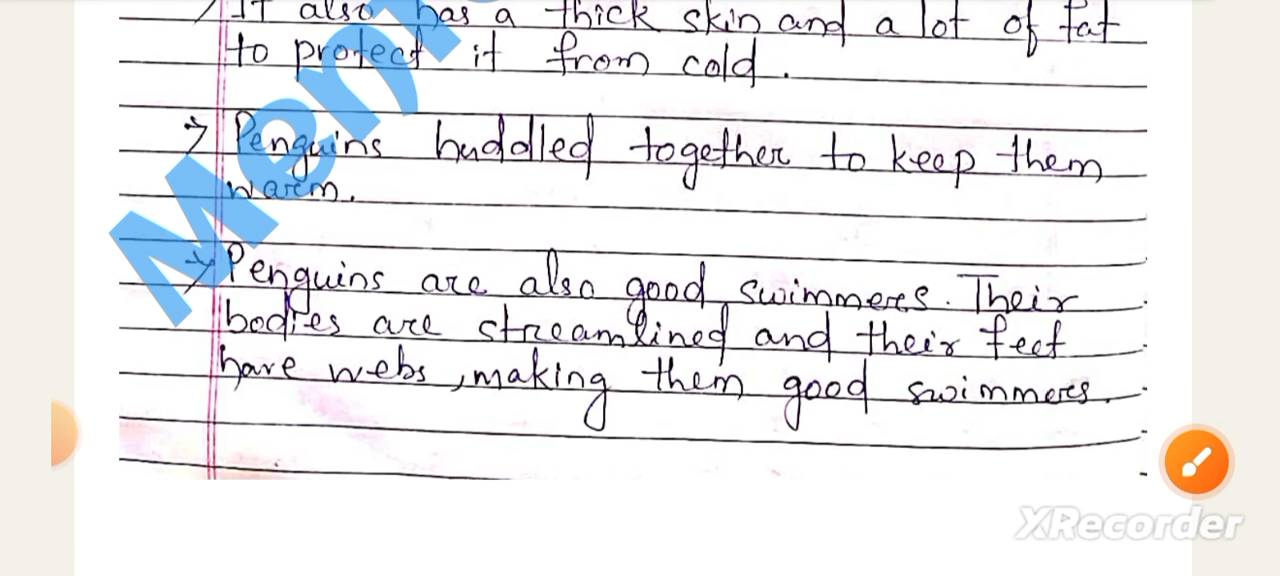 → It also has a thick skin and a lot of fat
to protect it from cold.
→ Penguins huddled together to keep them
warm.
→ Penguins are also good swimmers. Their
bodies are streamlined and their feet
have webs, making them good swimmers.
XRecorder